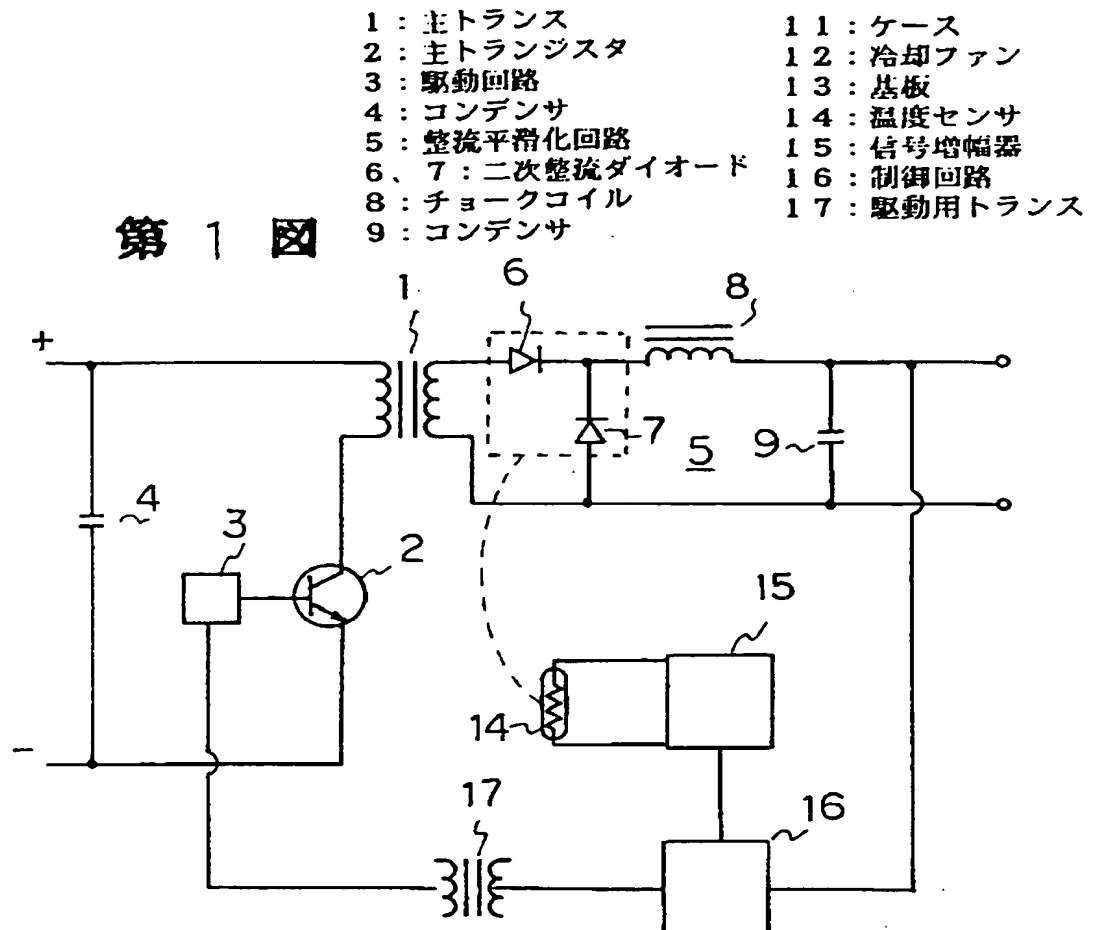 1：主トランス
2：主トランジスタ
3：駆動回路
4：コンデンサ
5：整流平滑化回路
6、7：二次整流ダイオード
8：チョークコイル
9：コンデンサ
11：ケース
12：冷却ファン
13：基板
14：温度センサ
15：信号増幅器
16：制御回路
17：駆動用トランス
第1図
6
1
8
+
7
5
9
4
3
2
15
14
-
17
16